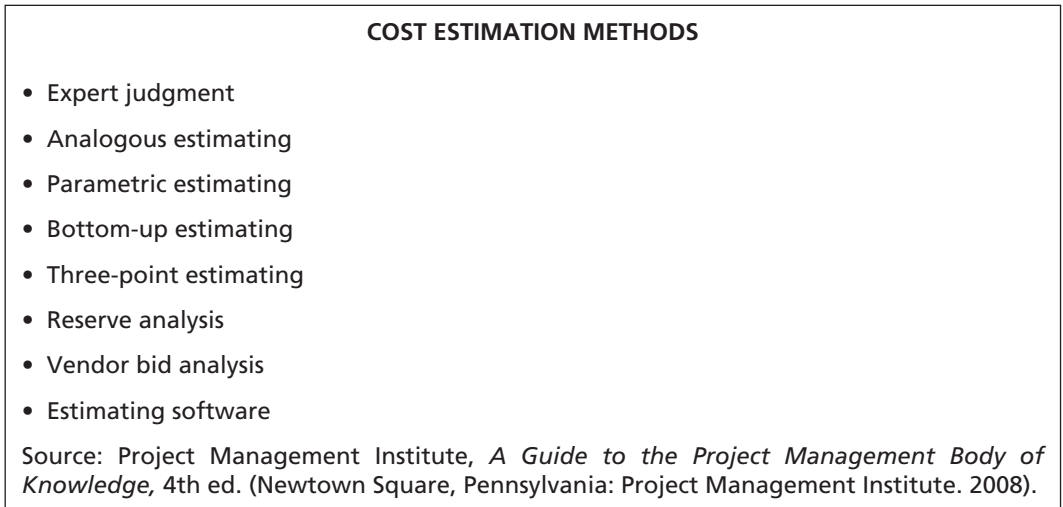 COST ESTIMATION METHODS
• Expert judgment
• Analogous estimating
• Parametric estimating
• Bottom-up estimating
• Three-point estimating
• Reserve analysis
• Vendor bid analysis
• Estimating software
Source: Project Management Institute, A Guide to the Project Management Body of
Knowledge, 4th ed. (Newtown Square, Pennsylvania: Project Management Institute. 2008).